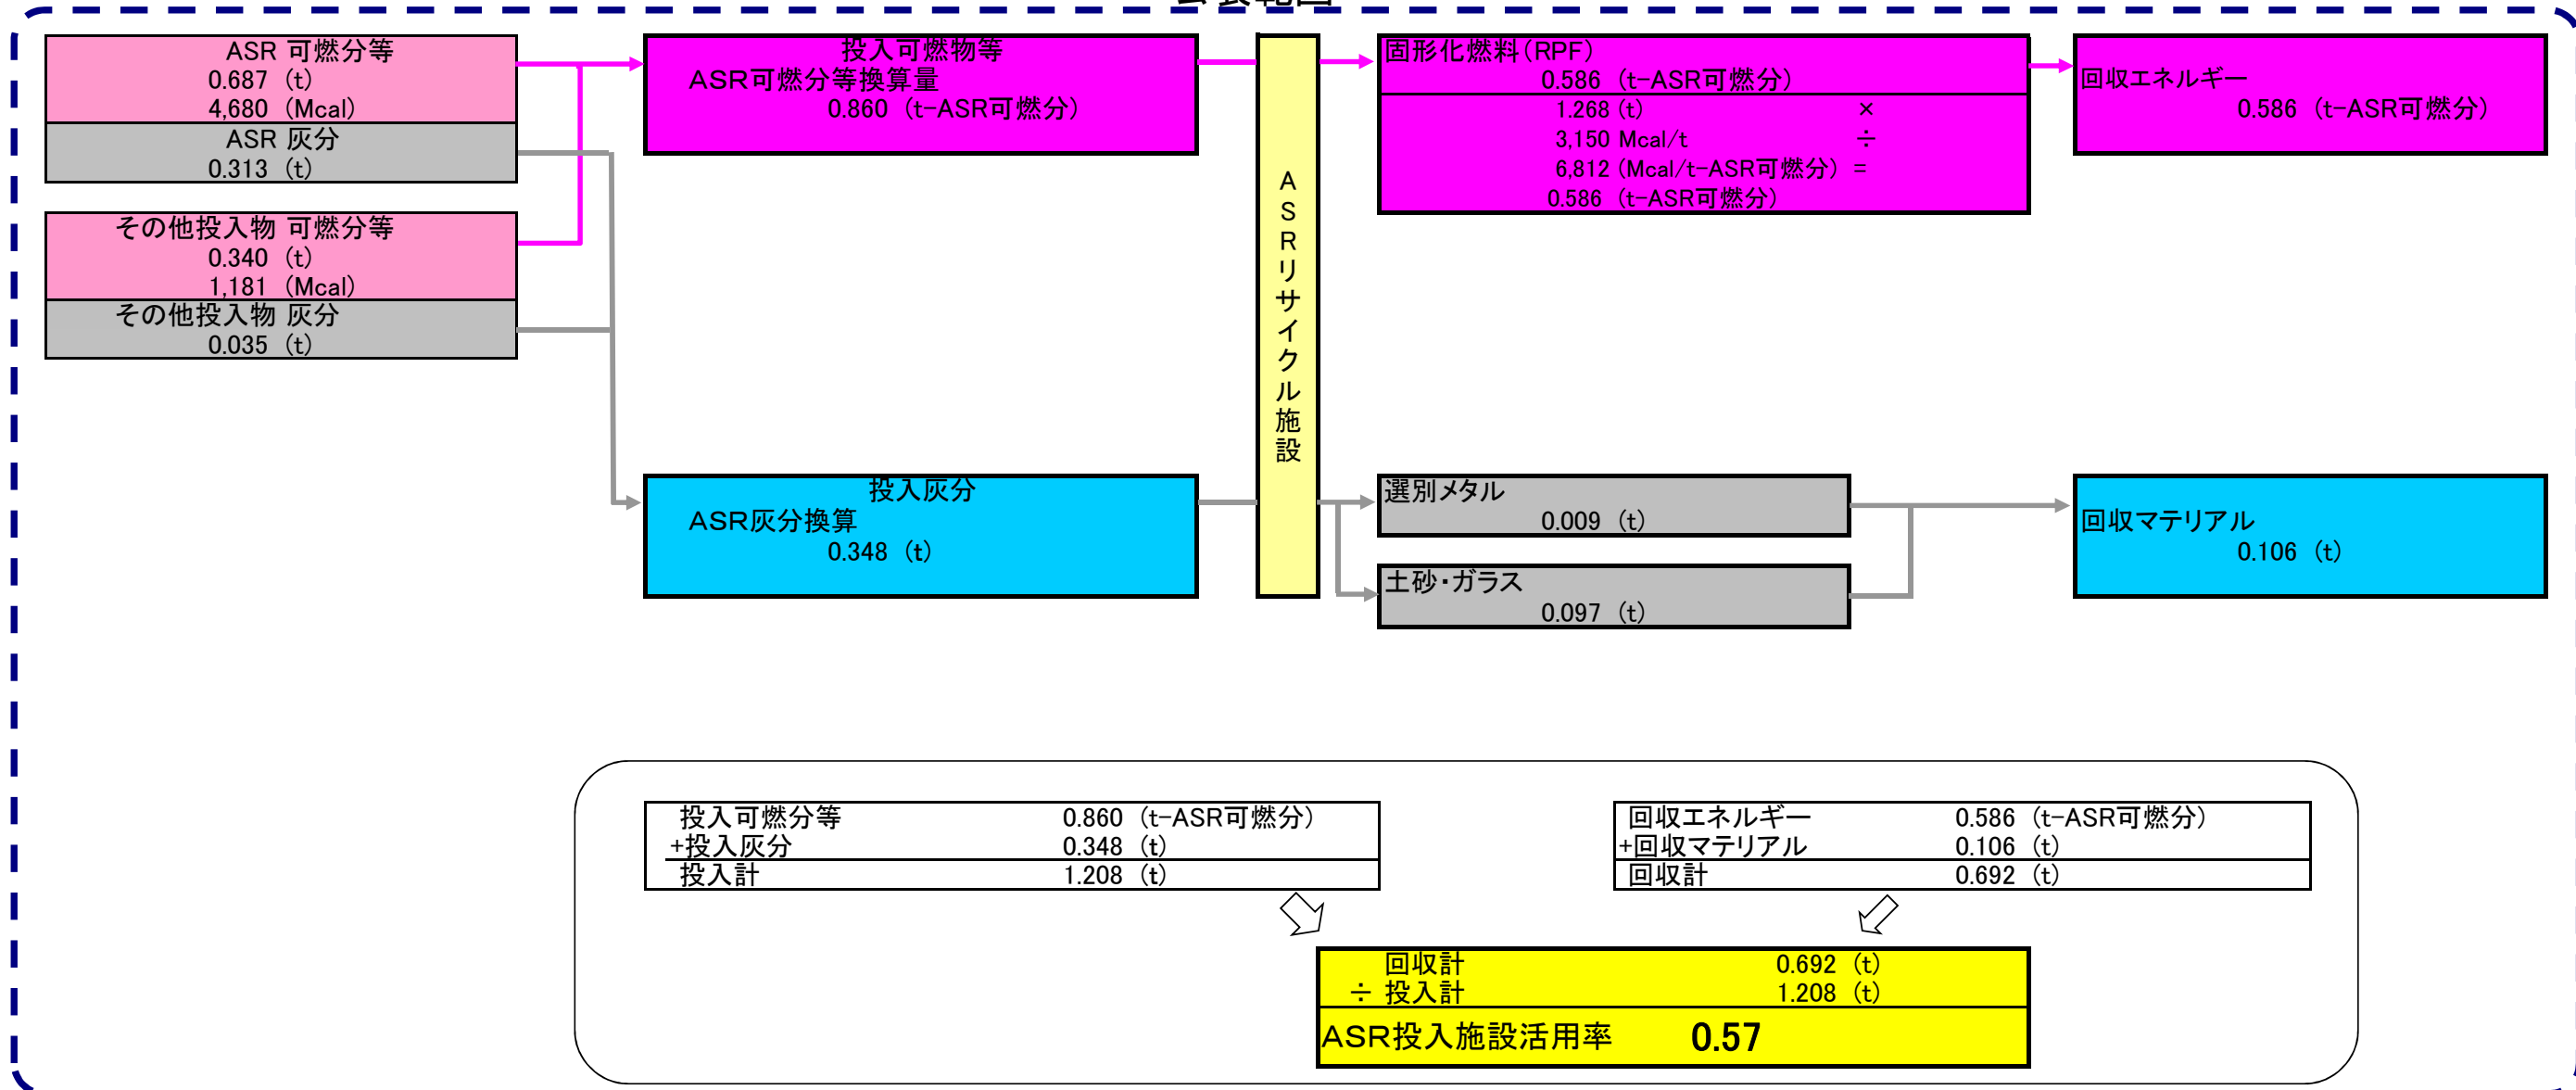 ASR 可燃分等
0.687 (t)
4,680 (Mcal)
ASR 灰分
0.313 (t)
その他投入物 可燃分等
0.340 (t)
1,181 (Mcal)
その他投入物 灰分
0.035 (t)
投入可燃物等
ASR可燃分等換算量
0.860 (t-ASR可燃分)
投入灰分
ASR灰分換算
0.348 (t)
ASRリサイクル施設
固形化燃料(RPF)
0.586 (t-ASR可燃分)
1.268 (t) ×
3,150 Mcal/t ÷
6,812 (Mcal/t-ASR可燃分) =
0.586 (t-ASR可燃分)
回収エネルギー
0.586 (t-ASR可燃分)
選別メタル
0.009 (t)
土砂・ガラス
0.097 (t)
回収マテリアル
0.106 (t)
投入可燃分等 0.860 (t-ASR可燃分)
+投入灰分 0.348 (t)
投入計 1.208 (t)
回収エネルギー 0.586 (t-ASR可燃分)
+回収マテリアル 0.106 (t)
回収計 0.692 (t)
回収計 0.692 (t)
÷ 投入計 1.208 (t)
ASR投入施設活用率 0.57